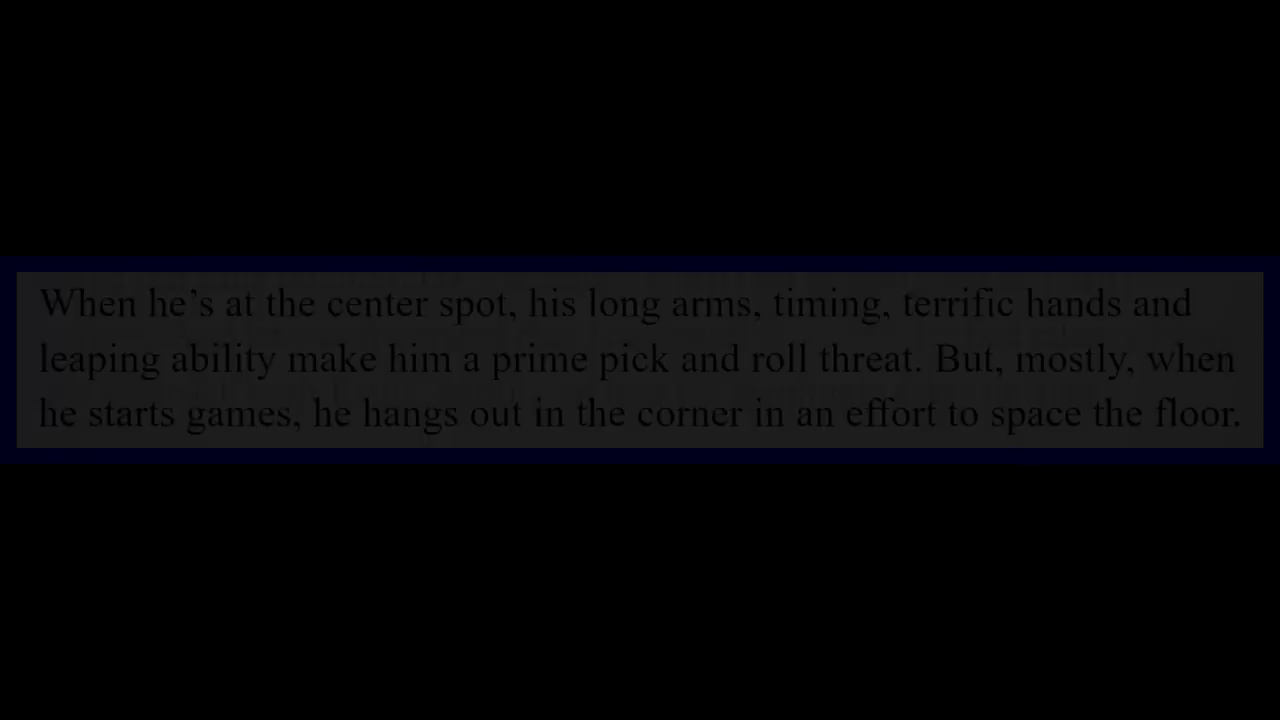 When he’s at the center spot, his long arms, timing, terrific hands and
leaping ability make him a prime pick and roll threat. But, mostly, when
he starts games, he hangs out in the corner in an effort to space the floor.